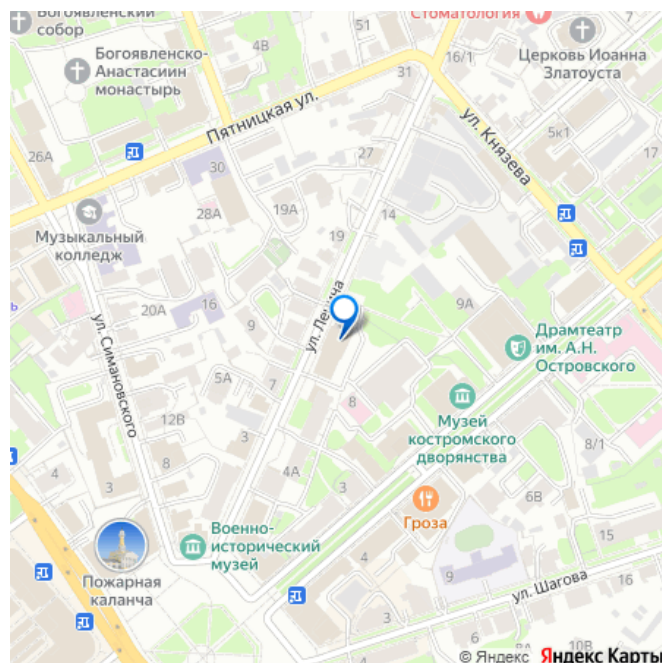 Богоявленский
собор
Стоматология
51
Богоявленско-
Анастасиин
монастырь
4В
Церковь Иоанна
Златоуста
31
16/1
Пятницкая ул.
ул. Князева
5к1
17
26А
27
30
19А
28А
14
Музыкальный
колледж
19
20А
16
9А
ул. Ленина
9
Драмтеатр
им. А.Н.
Островского
ул. Симановского
5А
7
8
12В
Музей
костромского
дворянства
3
8/1
8
4
3
4А
3
6В
Гроза
Военно-
исторический
музей
15
4
Пожарная
каланча
9
ул. Шагова
16
6
8
10В
18
© Яндекс Яндекс Карты